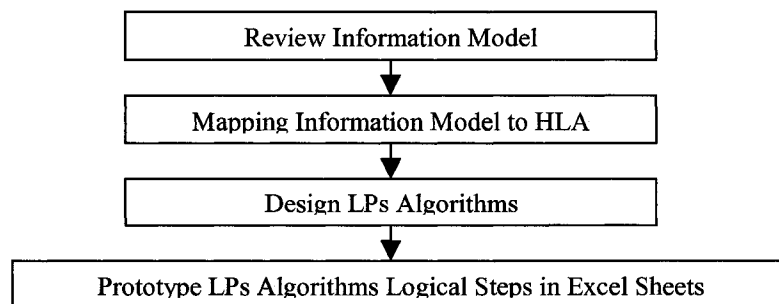 Review Information Model
Mapping Information Model to HLA
Design LPs Algorithms
Prototype LPs Algorithms Logical Steps in Excel Sheets